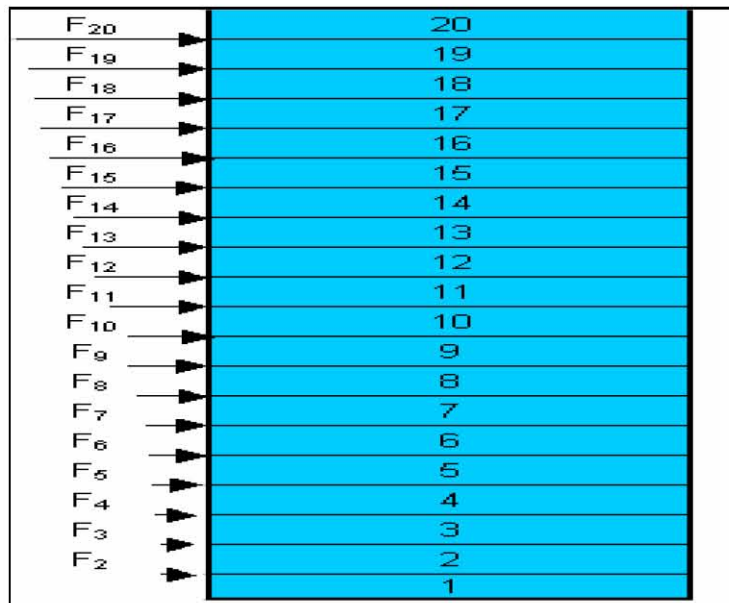 F₂₀ 20
F₁₉ 19
F₁₈ 18
F₁₇ 17
F₁₆ 16
F₁₅ 15
F₁₄ 14
F₁₃ 13
F₁₂ 12
F₁₁ 11
F₁₀ 10
F₉ 9
F₈ 8
F₇ 7
F₆ 6
F₅ 5
F₄ 4
F₃ 3
F₂ 2
1